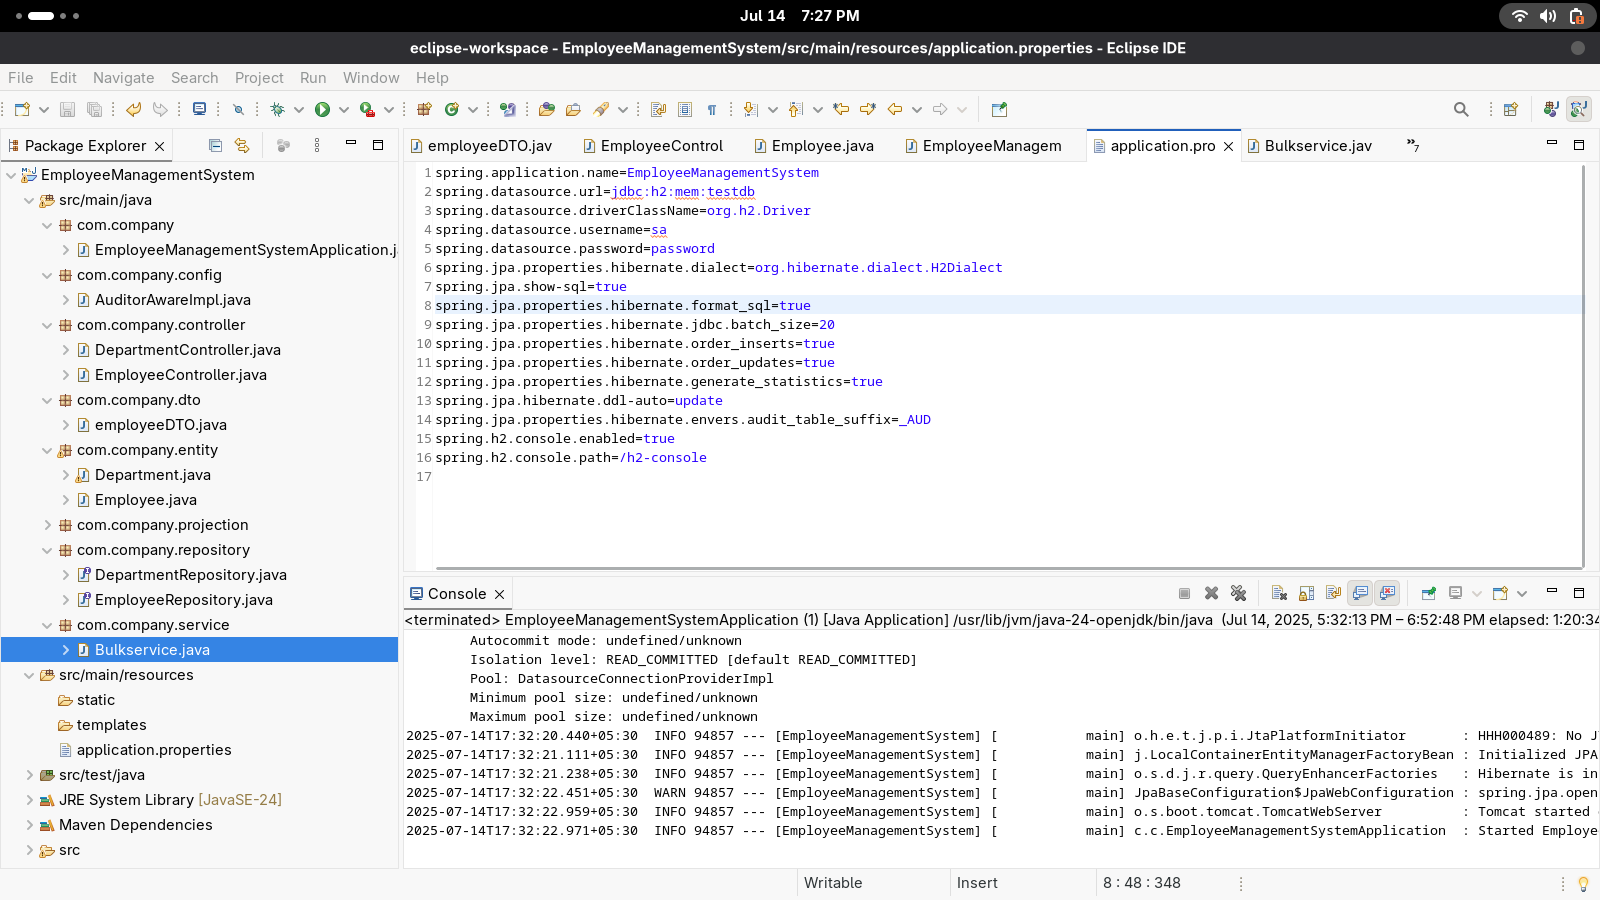 Jul 14 7:27 PM
eclipse-workspace - EmployeeManagementSystem/src/main/resources/application.properties - Eclipse IDE
File Edit Navigate Search Project Run Window Help
Package Explorer
EmployeeManagementSystem
src/main/java
com.company
EmployeeManagementSystemApplication.j
com.company.config
AuditorAwareImpl.java
com.company.controller
DepartmentController.java
EmployeeController.java
com.company.dto
employeeDTO.java
com.company.entity
Department.java
Employee.java
com.company.projection
com.company.repository
DepartmentRepository.java
EmployeeRepository.java
com.company.service
Bulkservice.java
src/main/resources
static
templates
application.properties
src/test/java
JRE System Library [JavaSE-24]
Maven Dependencies
src
employeeDTO.jav EmployeeControl Employee.java EmployeeManagem application.pro Bulkservice.jav »7
1 spring.application.name=EmployeeManagementSystem
2 spring.datasource.url=jdbc:h2:mem:testdb
3 spring.datasource.driverClassName=org.h2.Driver
4 spring.datasource.username=sa
5 spring.datasource.password=password
6 spring.jpa.properties.hibernate.dialect=org.hibernate.dialect.H2Dialect
7 spring.jpa.show-sql=true
8 spring.jpa.properties.hibernate.format_sql=true
9 spring.jpa.properties.hibernate.jdbc.batch_size=20
10 spring.jpa.properties.hibernate.order_inserts=true
11 spring.jpa.properties.hibernate.order_updates=true
12 spring.jpa.properties.hibernate.generate_statistics=true
13 spring.jpa.hibernate.ddl-auto=update
14 spring.jpa.properties.hibernate.envers.audit_table_suffix=_AUD
15 spring.h2.console.enabled=true
16 spring.h2.console.path=/h2-console
17
Console
<terminated> EmployeeManagementSystemApplication (1) [Java Application] /usr/lib/jvm/java-24-openjdk/bin/java (Jul 14, 2025, 5:32:13 PM – 6:52:48 PM elapsed: 1:20:34
Autocommit mode: undefined/unknown
Isolation level: READ_COMMITTED [default READ_COMMITTED]
Pool: DatasourceConnectionProviderImpl
Minimum pool size: undefined/unknown
Maximum pool size: undefined/unknown
2025-07-14T17:32:20.440+05:30 INFO 94857 --- [EmployeeManagementSystem] [ main] o.h.e.t.j.p.i.JtaPlatformInitiator : HHH000489: No J
2025-07-14T17:32:21.111+05:30 INFO 94857 --- [EmployeeManagementSystem] [ main] j.LocalContainerEntityManagerFactoryBean : Initialized JPA
2025-07-14T17:32:21.238+05:30 INFO 94857 --- [EmployeeManagementSystem] [ main] o.s.d.j.r.query.QueryEnhancerFactories : Hibernate is in
2025-07-14T17:32:22.451+05:30 WARN 94857 --- [EmployeeManagementSystem] [ main] JpaBaseConfiguration$JpaWebConfiguration : spring.jpa.open
2025-07-14T17:32:22.959+05:30 INFO 94857 --- [EmployeeManagementSystem] [ main] o.s.boot.tomcat.TomcatWebServer : Tomcat started
2025-07-14T17:32:22.971+05:30 INFO 94857 --- [EmployeeManagementSystem] [ main] c.c.EmployeeManagementSystemApplication : Started Employe
Writable Insert 8 : 48 : 348